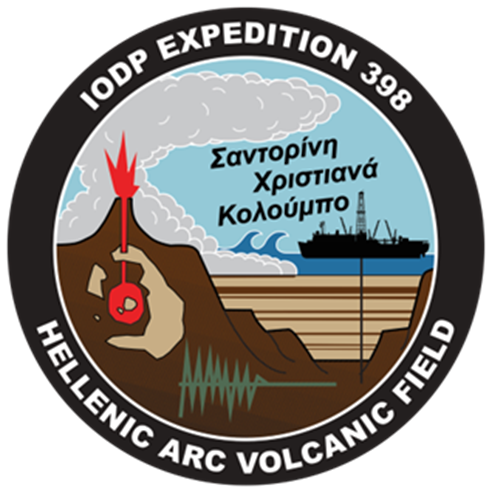 IODP EXPEDITION 398
Σαντορίνη
Χριστιανά
Κολούμπο
HELLENIC ARC VOLCANIC FIELD